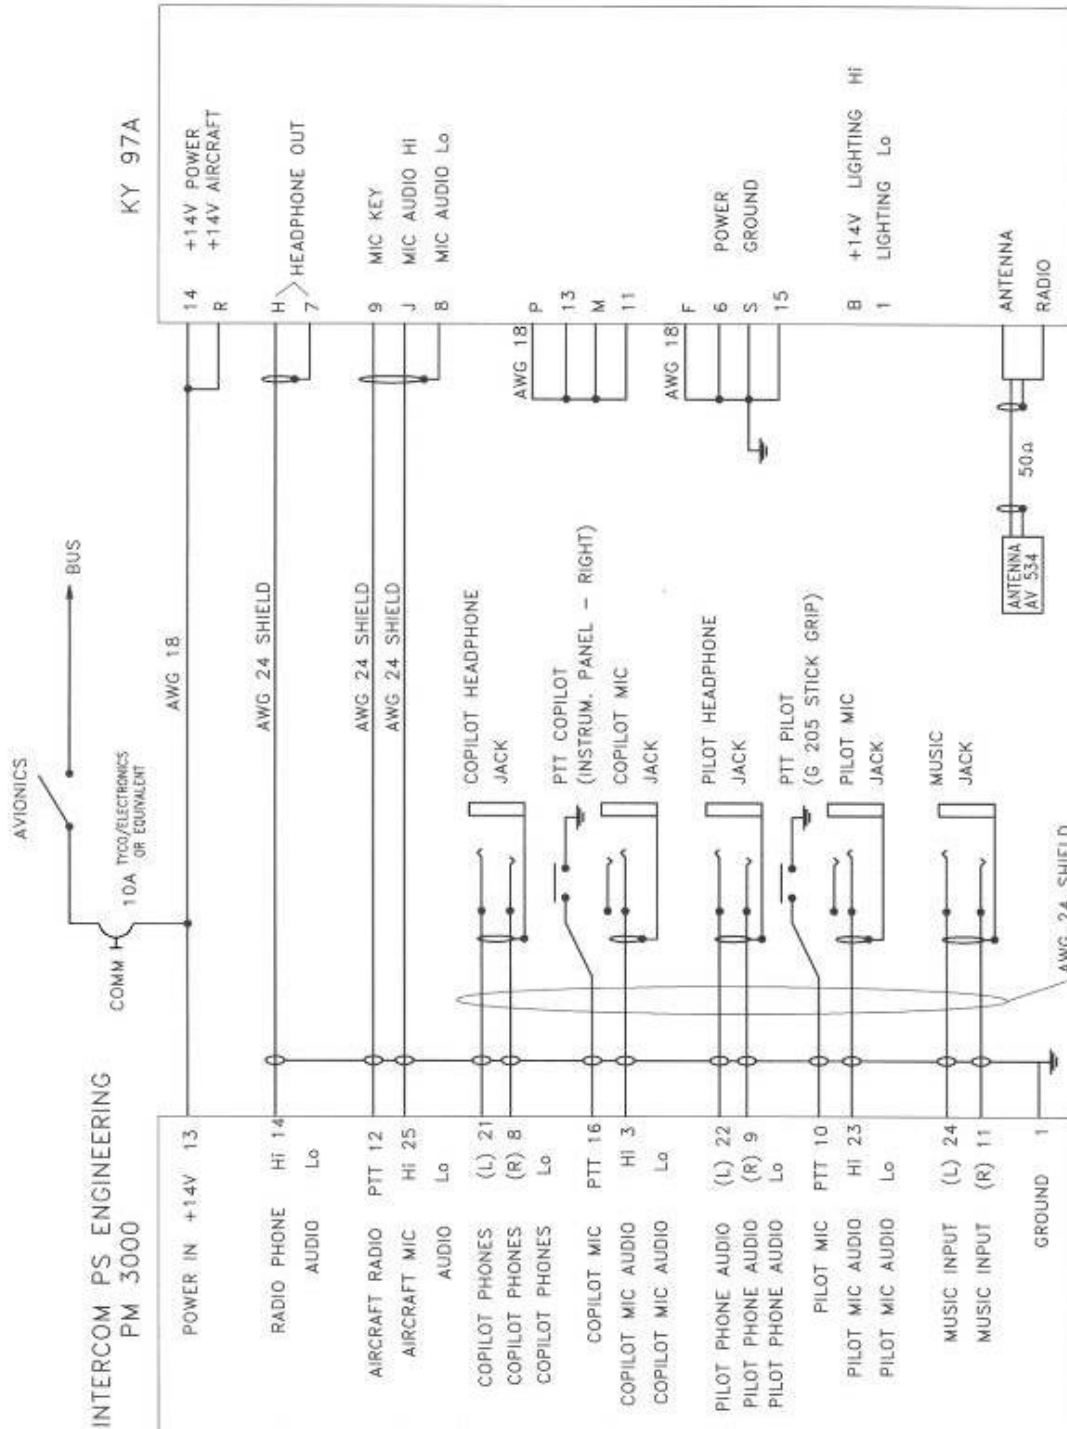 AVIONICS
BUS
COMM
10A TYCO/ELECTRONICS
OR EQUIVALENT
INTERCOM PS ENGINEERING
PM 3000
KY 97A
POWER IN +14V 13
AWG 18
14 +14V POWER
R +14V AIRCRAFT
RADIO PHONE Hi 14
AUDIO Lo
AWG 24 SHIELD
H
7
HEADPHONE OUT
AIRCRAFT RADIO PTT 12
AWG 24 SHIELD
9 MIC KEY
AIRCRAFT MIC Hi 25
AUDIO Lo
AWG 24 SHIELD
J MIC AUDIO Hi
8 MIC AUDIO Lo
COPILOT PHONES (L) 21
COPILOT PHONES (R) 8
COPILOT PHONES Lo
COPILOT HEADPHONE
JACK
AWG 18
P
13
M
11
COPILOT MIC PTT 16
PTT COPILOT
(INSTRUM. PANEL - RIGHT)
COPILOT MIC AUDIO Hi 3
COPILOT MIC AUDIO Lo
COPILOT MIC
JACK
PILOT PHONE AUDIO (L) 22
PILOT PHONE AUDIO (R) 9
PILOT PHONE AUDIO Lo
PILOT HEADPHONE
JACK
AWG 18
F
6 POWER
S GROUND
15
PILOT MIC PTT 10
PTT PILOT
(G 205 STICK GRIP)
PILOT MIC AUDIO Hi 23
PILOT MIC AUDIO Lo
PILOT MIC
JACK
B +14V LIGHTING Hi
1 LIGHTING Lo
MUSIC INPUT (L) 24
MUSIC INPUT (R) 11
MUSIC
JACK
GROUND 1
AWG 24 SHIELD
ANTENNA
AV 534
50Ω
ANTENNA
RADIO